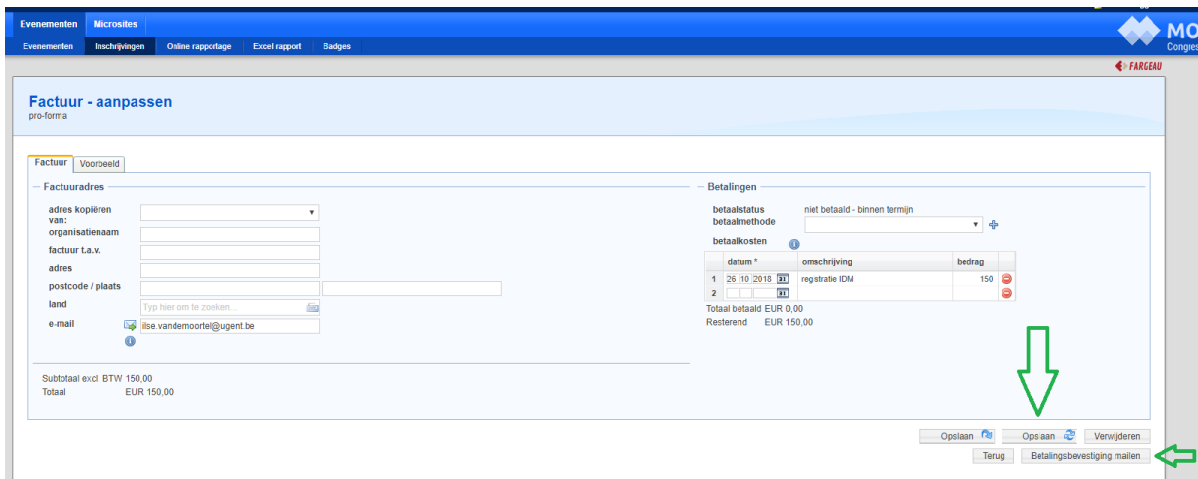 Evenementen Microsites
Evenementen Inschrijvingen Online rapportage Excel rapport Badges
MO
Congres
FARGEAU
Factuur - aanpassen
pro-forma
Factuur Voorbeeld
Factuuradres
adres kopiëren van:
organisatienaam
factuur t.a.v.
adres
postcode / plaats
land Typ hier om te zoeken...
e-mail ilse.vandemoortel@ugent.be
Subtotaal excl BTW 150,00
Totaal EUR 150,00
Betalingen
betaalstatus niet betaald - binnen termijn
betaalmethode
betaalkosten
datum * omschrijving bedrag
1 26 10 2018 31 registratie IDM 150
2 31
Totaal betaald EUR 0,00
Resterend EUR 150,00
Opslaan Opslaan Verwijderen
Terug Betalingsbevestiging mailen